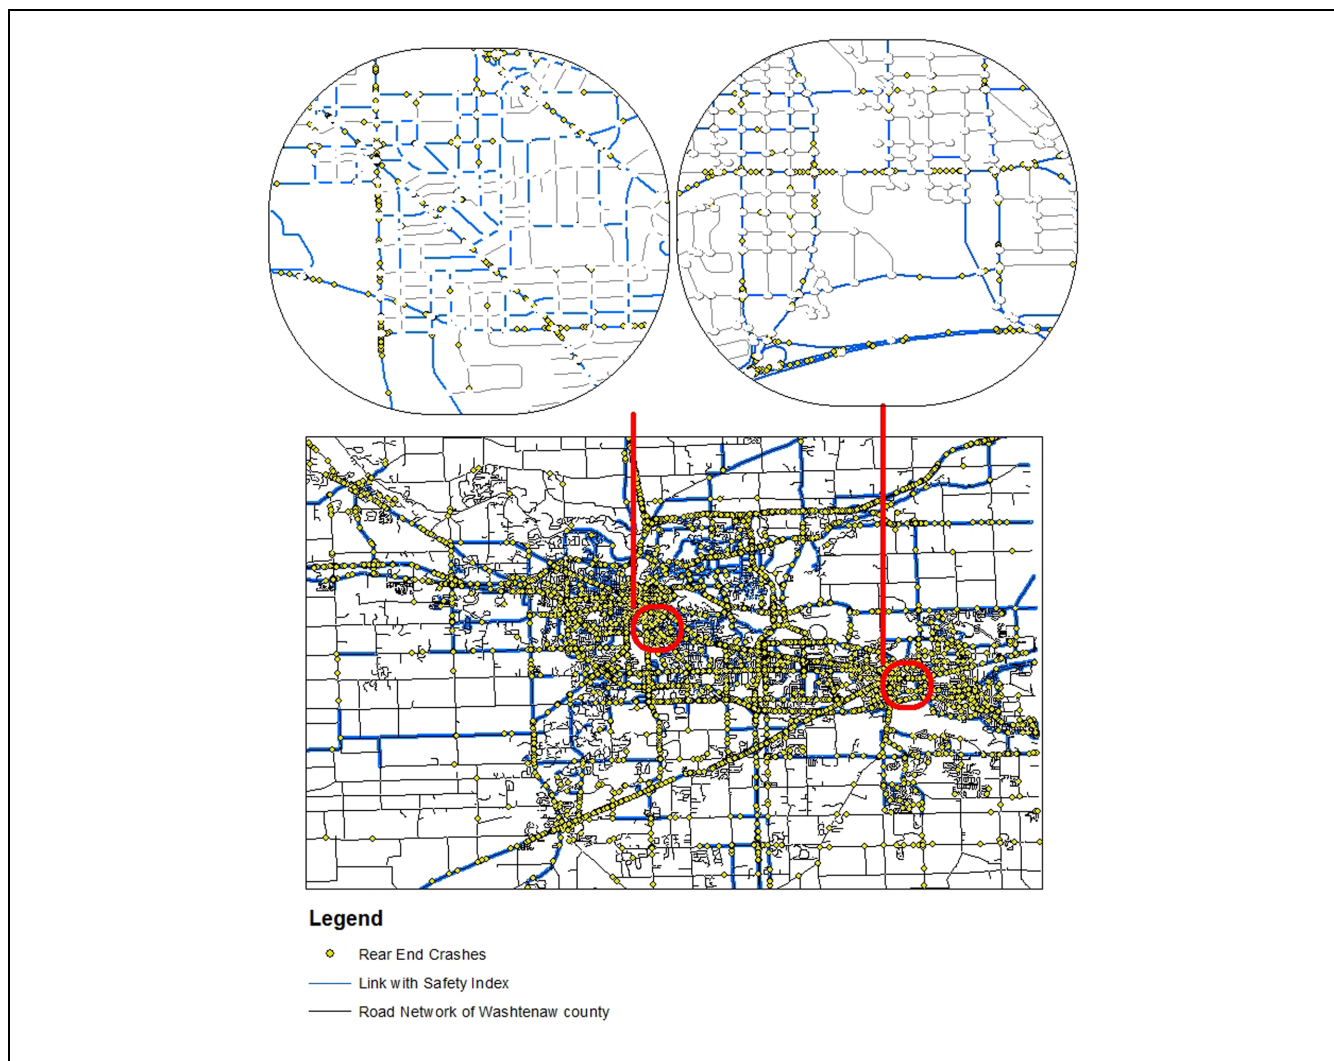 Legend
Rear End Crashes
Link with Safety Index
Road Network of Washtenaw county